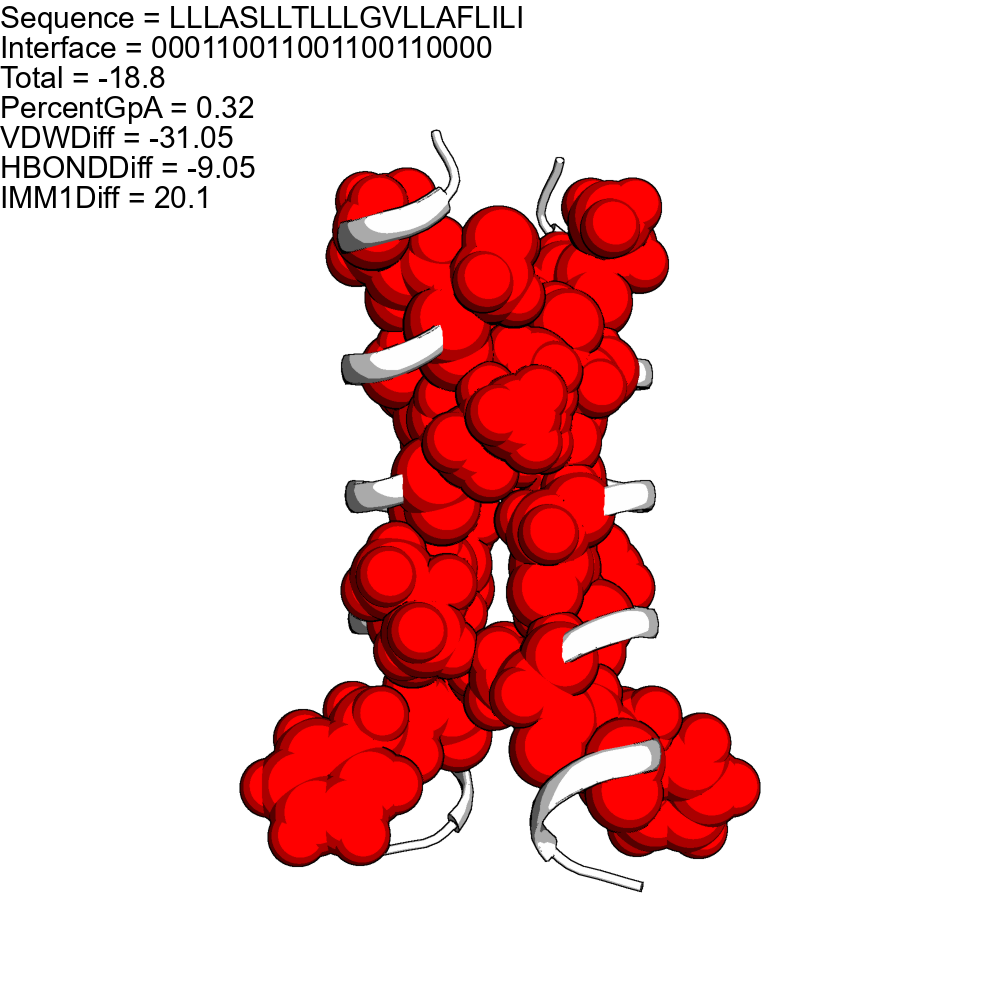 Sequence = LLLASLLTLLLGVLLAFLILI
Interface = 000110011001100110000
Total = -18.8
PercentGpA = 0.32
VDWDiff = -31.05
HBONDDiff = -9.05
IMM1Diff = 20.1